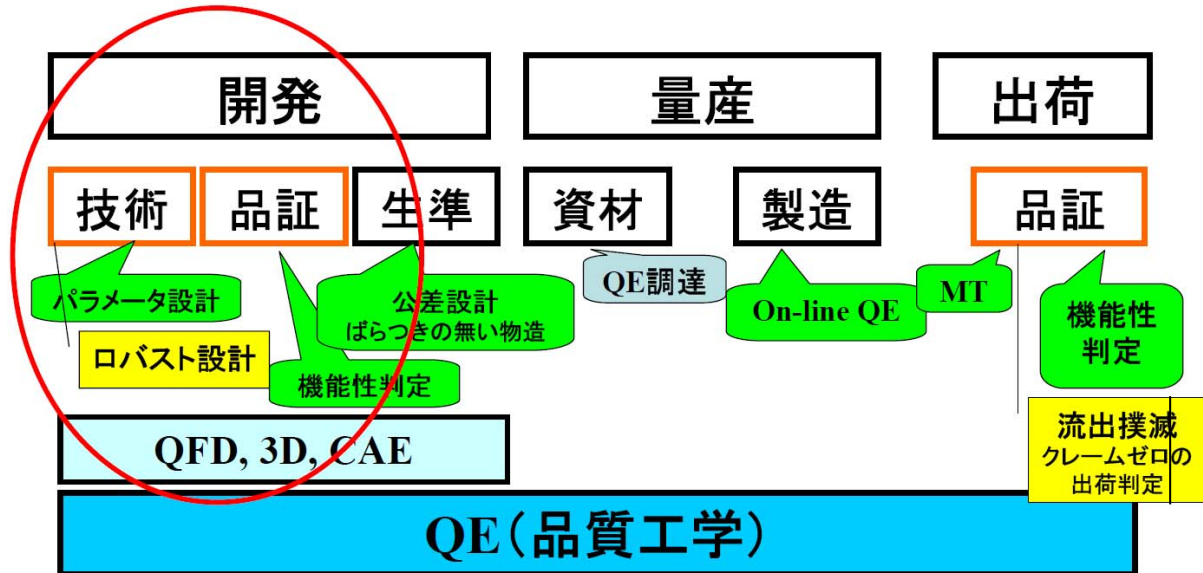 開発
量産
出荷
技術
品証
生準
資材
製造
品証
パラメータ設計
ロバスト設計
機能性判定
公差設計
ばらつきの無い物造
QE調達
On-line QE
MT
機能性
判定
流出撲滅
クレームゼロの
出荷判定
QFD, 3D, CAE
QE(品質工学)